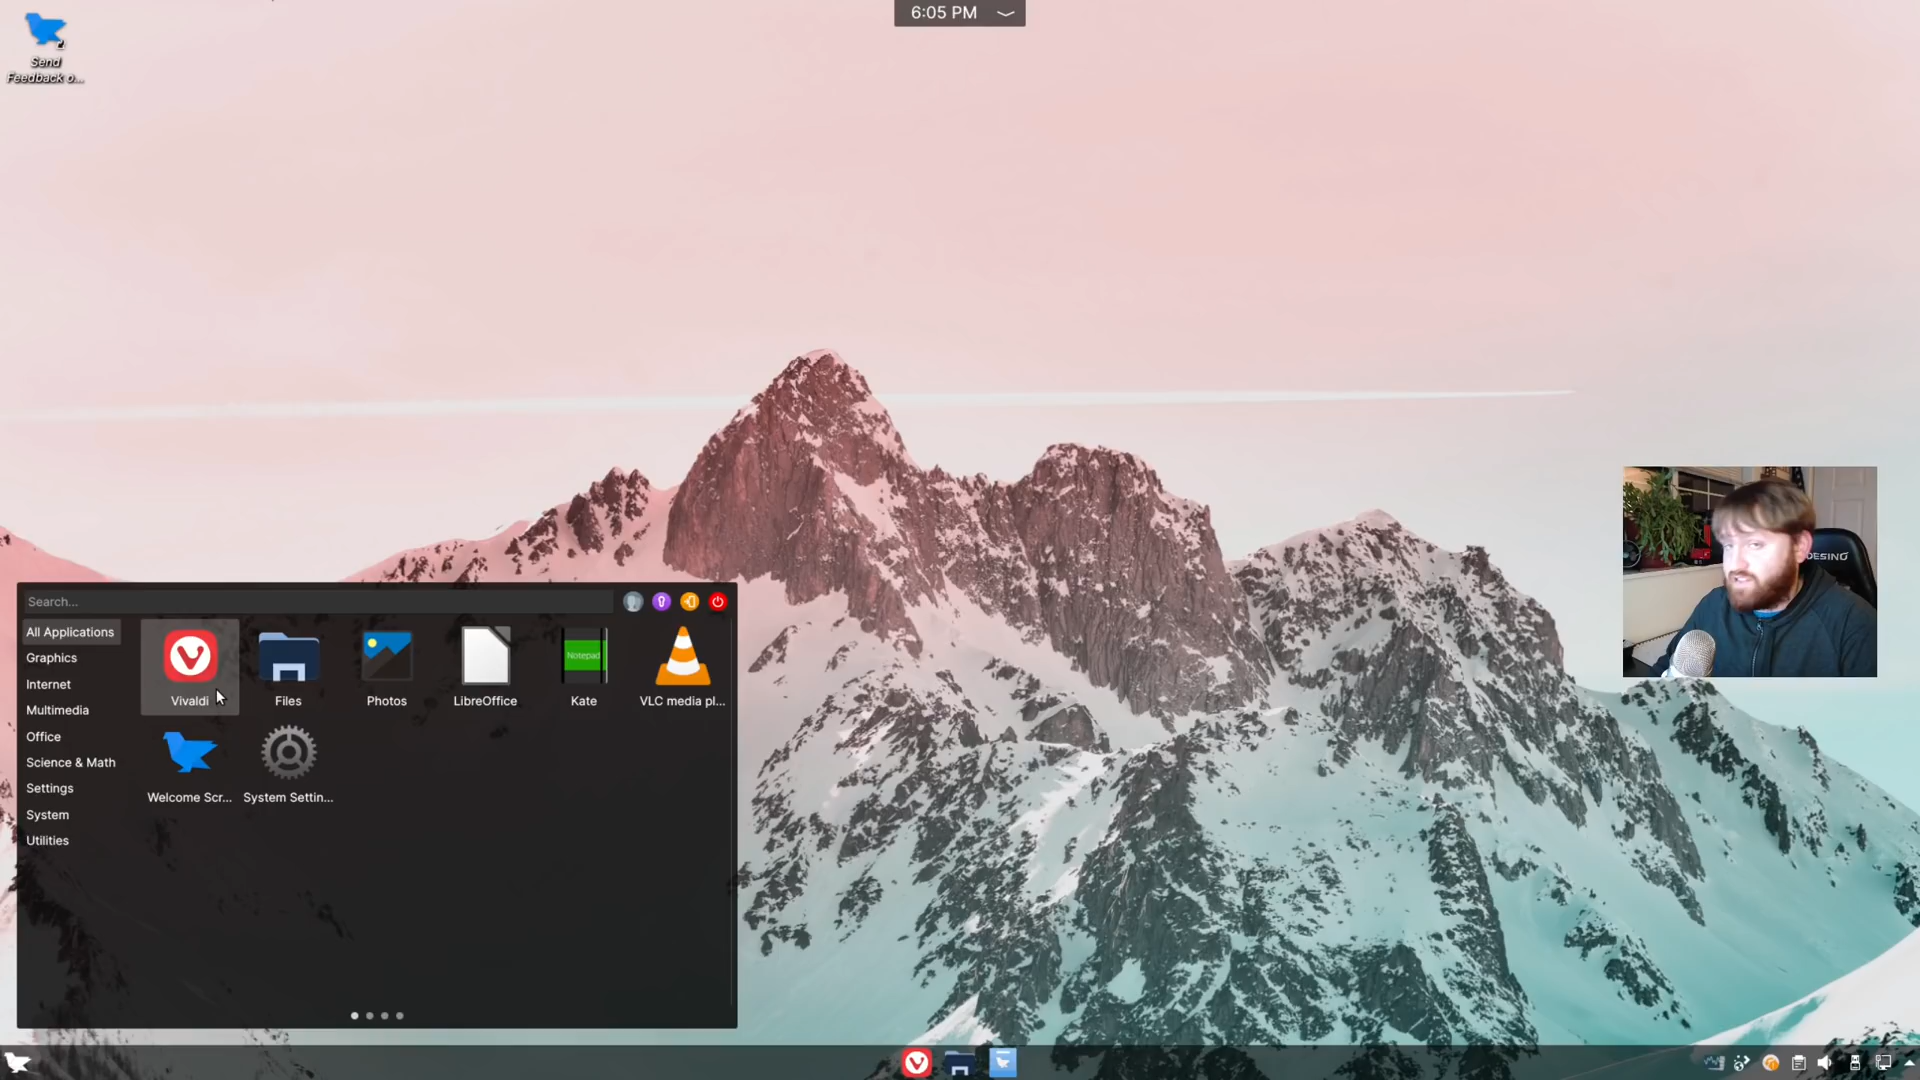 6:05 PM
Send
Feedback o...
Search...
All Applications
Graphics
Internet
Multimedia
Office
Science & Math
Settings
System
Utilities
Vivaldi
Files
Photos
LibreOffice
Notepad
Kate
VLC media pl...
Welcome Scr...
System Settin...
DESINO